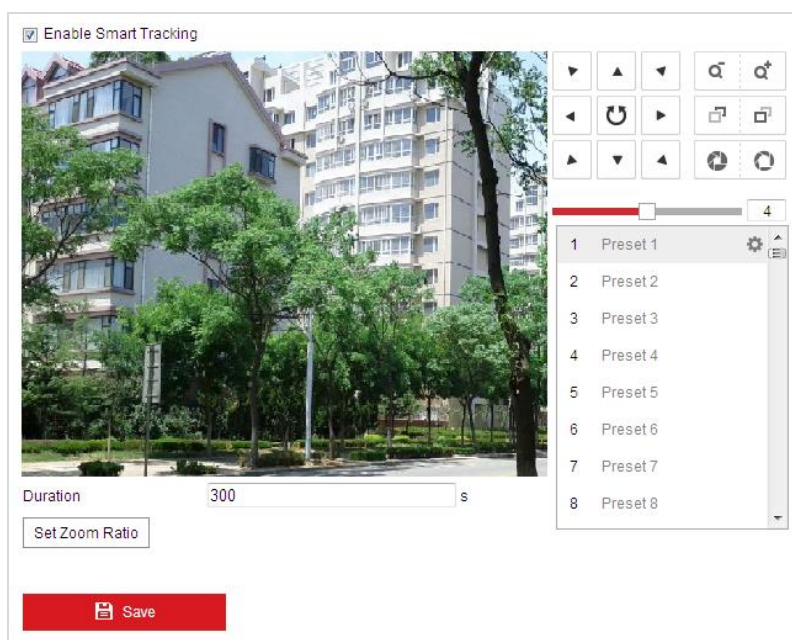 Enable Smart Tracking
4
1 Preset 1
2 Preset 2
3 Preset 3
4 Preset 4
5 Preset 5
6 Preset 6
7 Preset 7
8 Preset 8
Duration 300 s
Set Zoom Ratio
Save